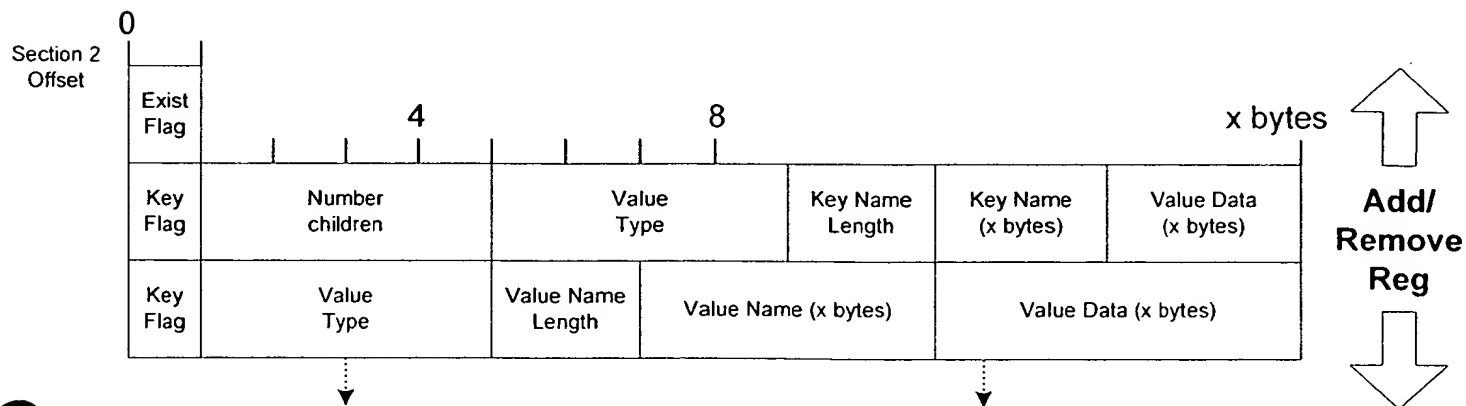 0
Section 2
Offset
Exist
Flag
4
8
x bytes
Key
Flag
Number
children
Value
Type
Key Name
Length
Key Name
(x bytes)
Value Data
(x bytes)
Add/
Remove
Reg
Key
Flag
Value
Type
Value Name
Length
Value Name (x bytes)
Value Data (x bytes)